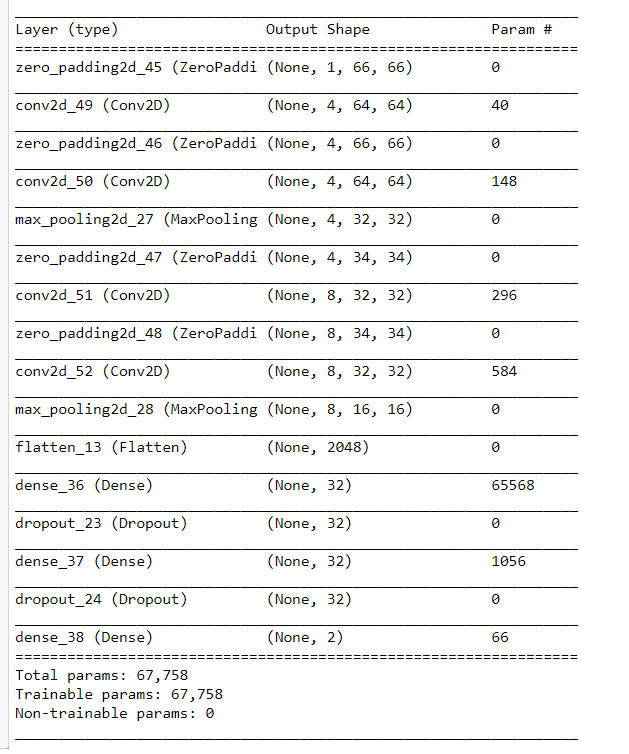 Layer (type) Output Shape Param #
=================================================================
zero_padding2d_45 (ZeroPaddi (None, 1, 66, 66) 0
conv2d_49 (Conv2D) (None, 4, 64, 64) 40
zero_padding2d_46 (ZeroPaddi (None, 4, 66, 66) 0
conv2d_50 (Conv2D) (None, 4, 64, 64) 148
max_pooling2d_27 (MaxPooling (None, 4, 32, 32) 0
zero_padding2d_47 (ZeroPaddi (None, 4, 34, 34) 0
conv2d_51 (Conv2D) (None, 8, 32, 32) 296
zero_padding2d_48 (ZeroPaddi (None, 8, 34, 34) 0
conv2d_52 (Conv2D) (None, 8, 32, 32) 584
max_pooling2d_28 (MaxPooling (None, 8, 16, 16) 0
flatten_13 (Flatten) (None, 2048) 0
dense_36 (Dense) (None, 32) 65568
dropout_23 (Dropout) (None, 32) 0
dense_37 (Dense) (None, 32) 1056
dropout_24 (Dropout) (None, 32) 0
dense_38 (Dense) (None, 2) 66
=================================================================
Total params: 67,758
Trainable params: 67,758
Non-trainable params: 0